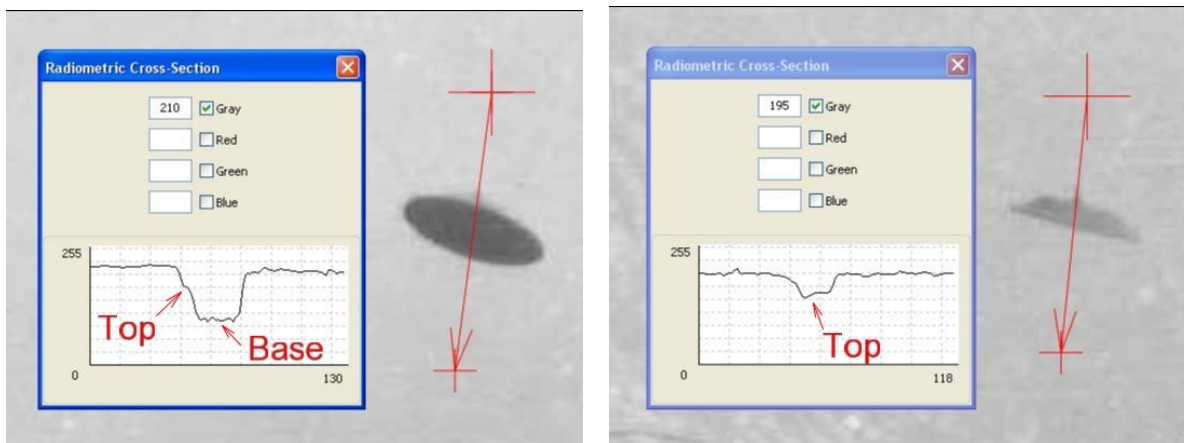 Radiometric Cross-Section
210 Gray
Red
Green
Blue
255
Top
Base
0
130
Radiometric Cross-Section
195 Gray
Red
Green
Blue
255
Top
0
118